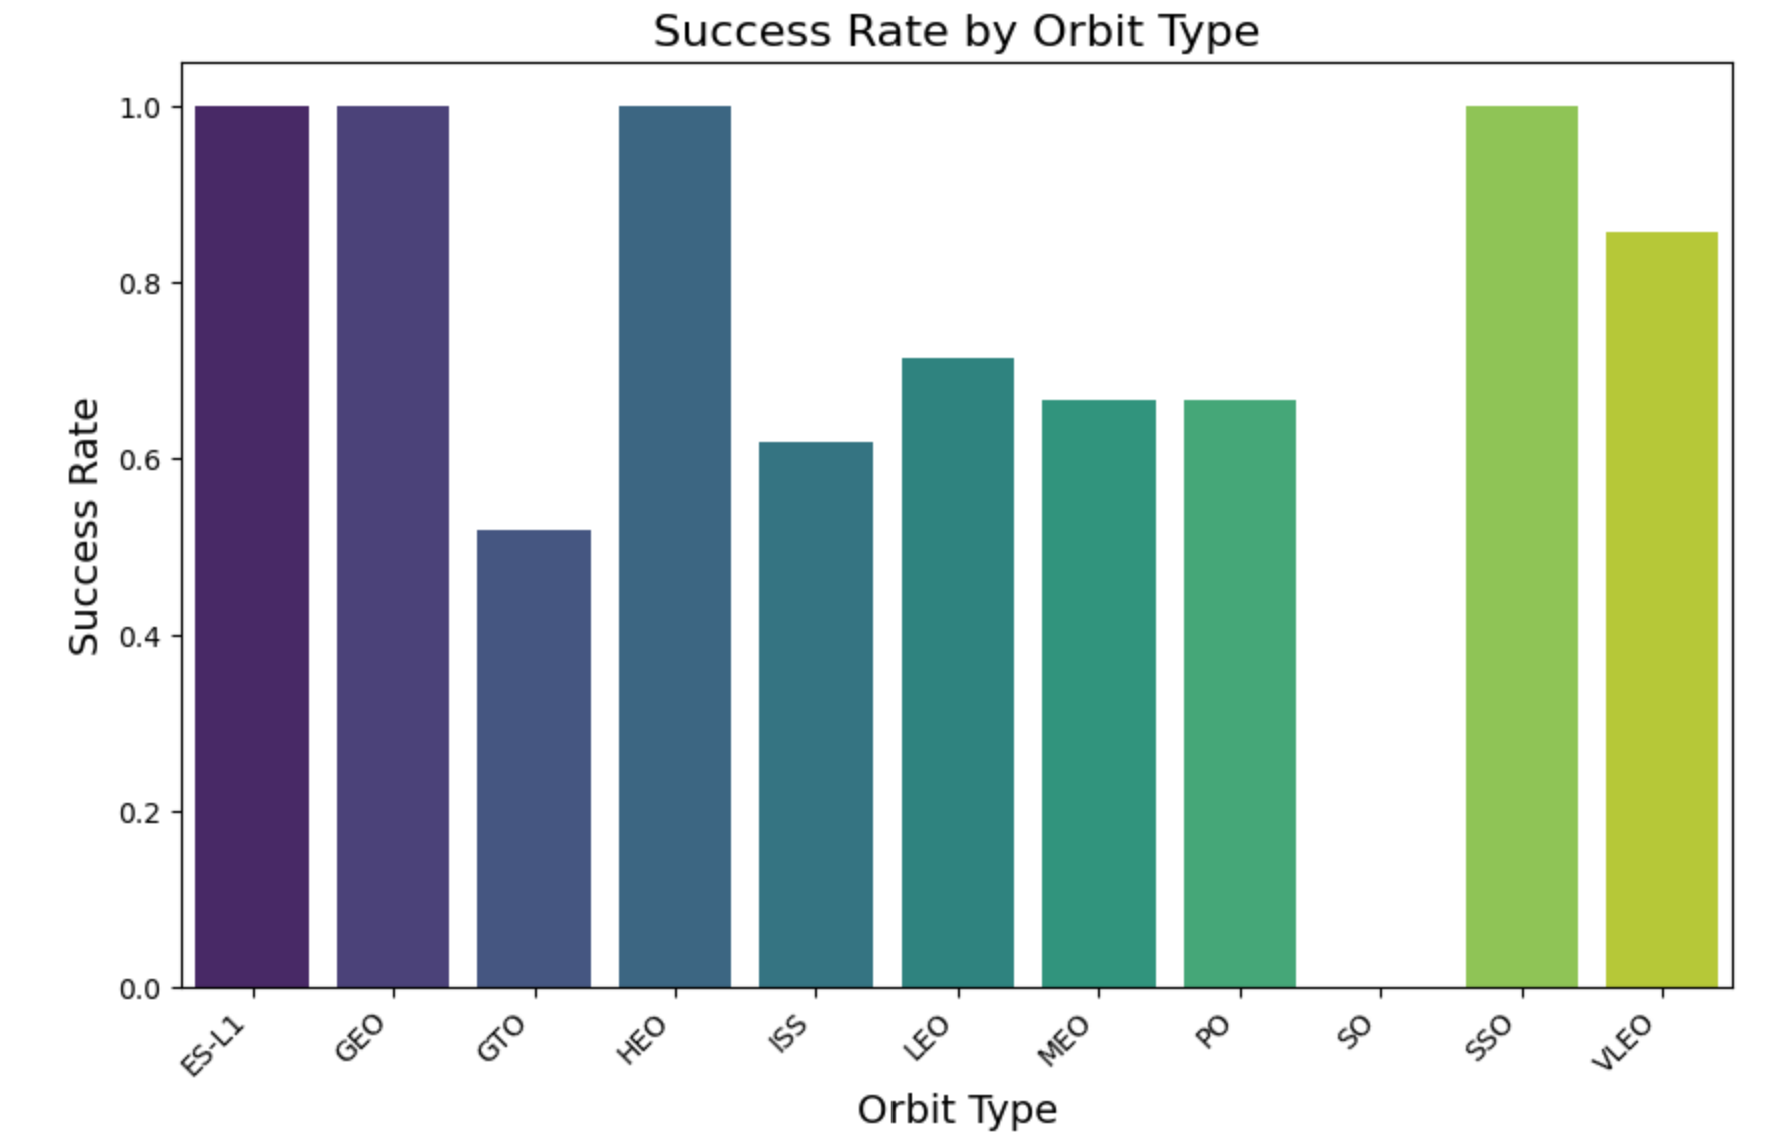 Success Rate by Orbit Type
1.0
0.8
0.6
0.4
0.2
0.0
Success Rate
ES-L1
GEO
GTO
HEO
ISS
LEO
MEO
PO
SO
SSO
VLEO
Orbit Type